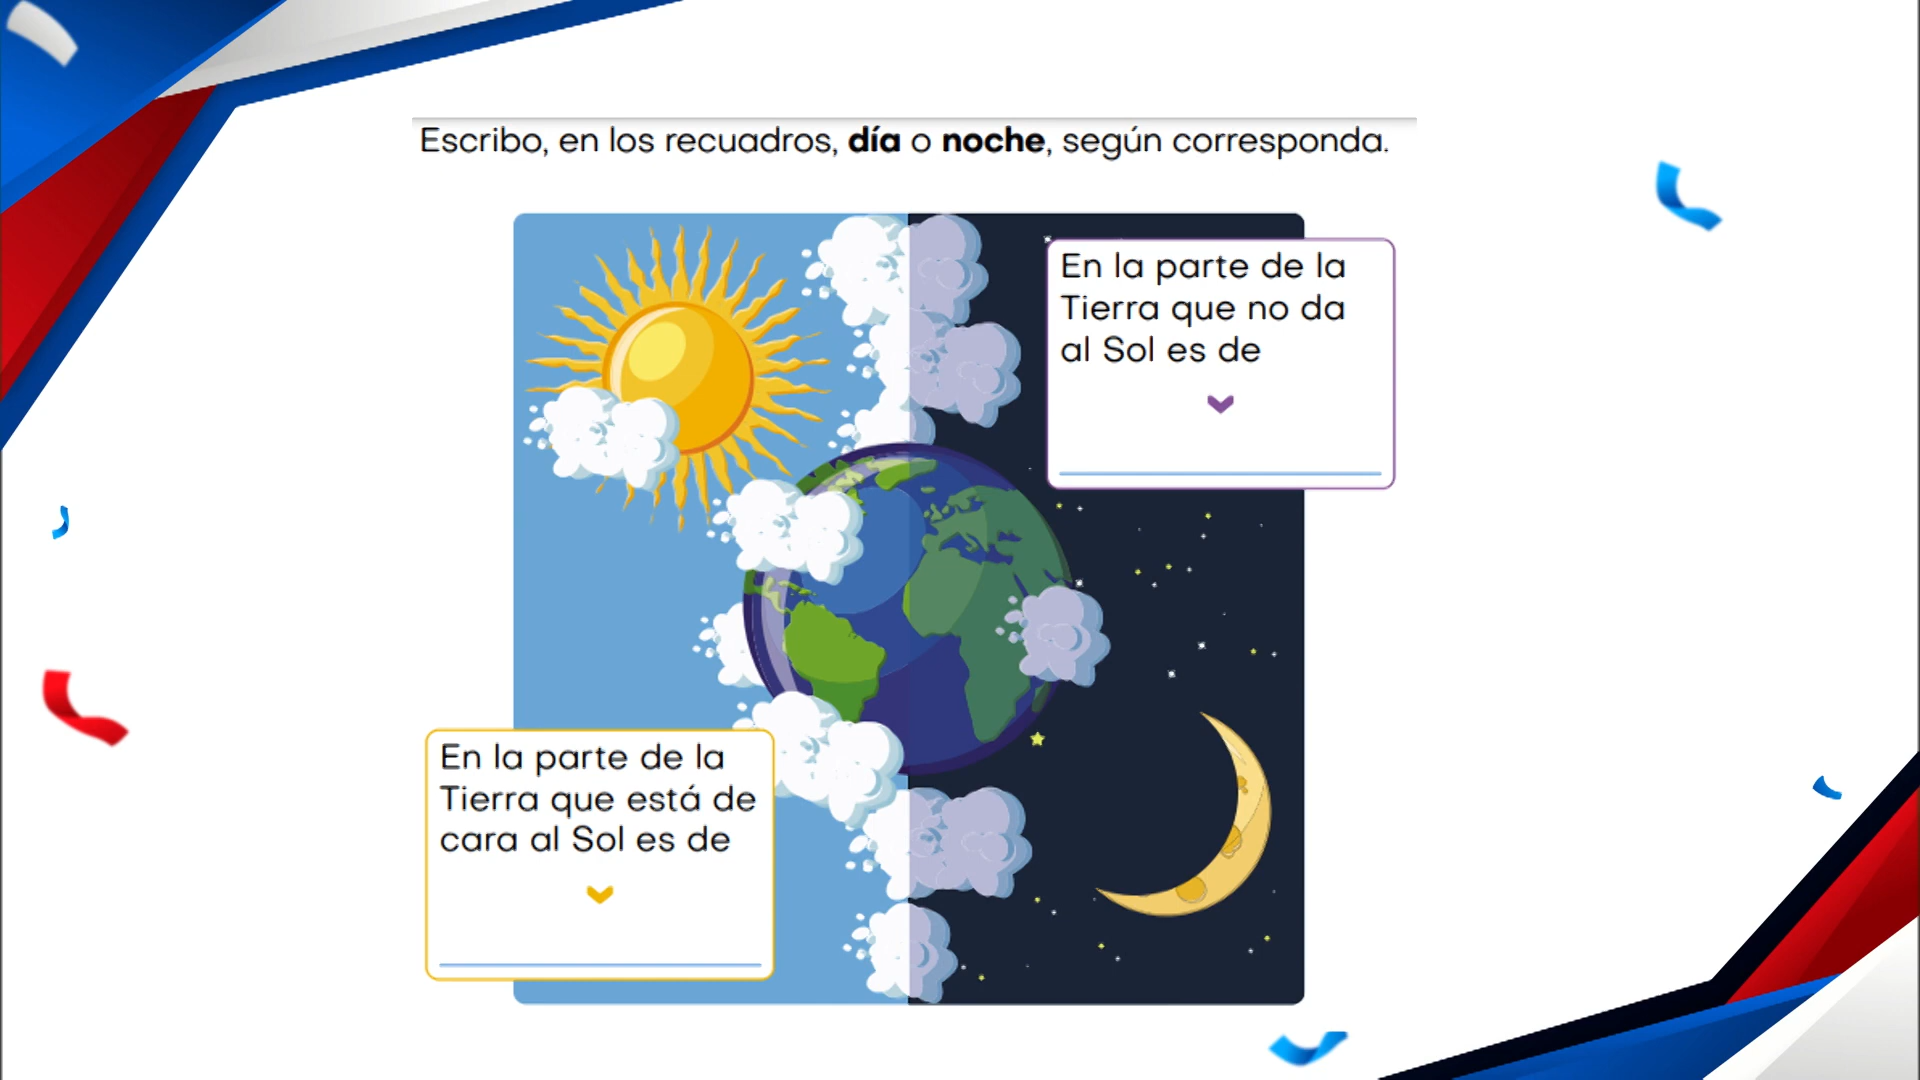 Escribo, en los recuadros, día o noche, según corresponda.
En la parte de la
Tierra que no da
al Sol es de
En la parte de la
Tierra que está de
cara al Sol es de